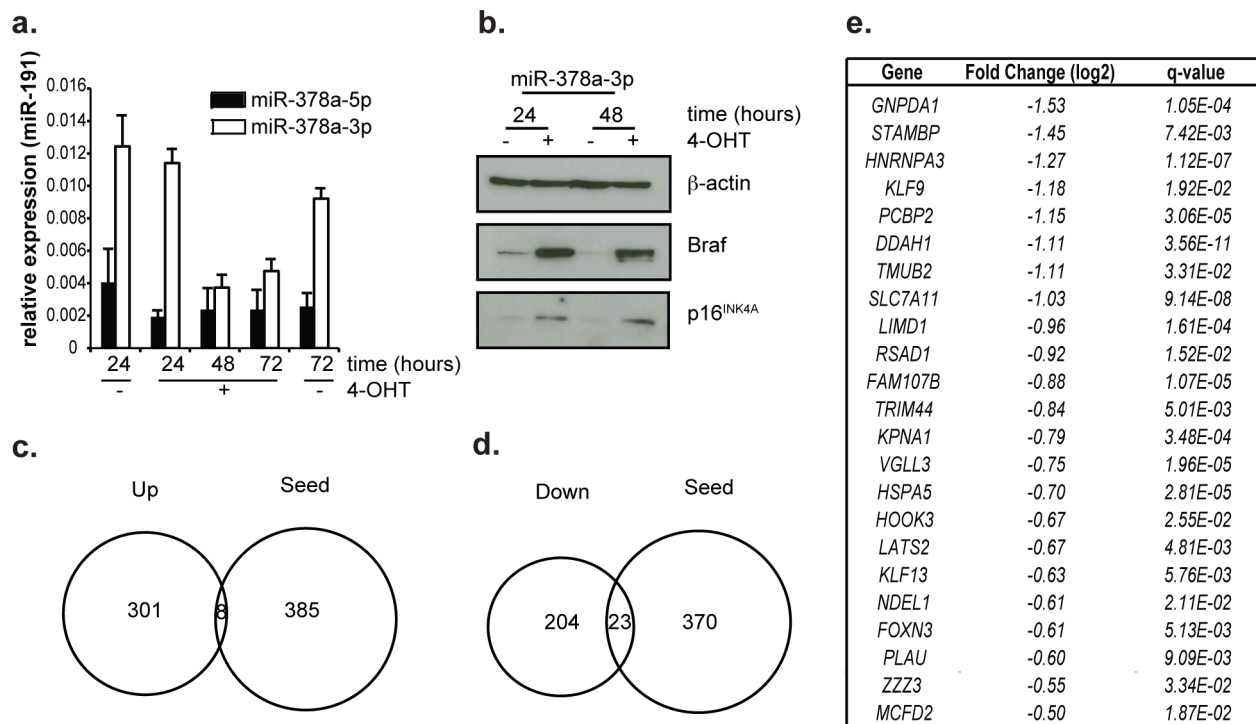 a.
relative expression (miR-191)
0.016
0.014
0.012
0.010
0.008
0.006
0.004
0.002
0
miR-378a-5p
miR-378a-3p
24 24 48 72 72 time (hours)
- + - 4-OHT
b.
miR-378a-3p
24 48 time (hours)
- + - + 4-OHT
β-actin
Braf
p16INK4A
c.
Up Seed
301 8 385
d.
Down Seed
204 23 370
e.
Gene Fold Change (log2) q-value
GNPDA1 -1.53 1.05E-04
STAMBP -1.45 7.42E-03
HNRNPA3 -1.27 1.12E-07
KLF9 -1.18 1.92E-02
PCBP2 -1.15 3.06E-05
DDAH1 -1.11 3.56E-11
TMUB2 -1.11 3.31E-02
SLC7A11 -1.03 9.14E-08
LIMD1 -0.96 1.61E-04
RSAD1 -0.92 1.52E-02
FAM107B -0.88 1.07E-05
TRIM44 -0.84 5.01E-03
KPNA1 -0.79 3.48E-04
VGLL3 -0.75 1.96E-05
HSPA5 -0.70 2.81E-05
HOOK3 -0.67 2.55E-02
LATS2 -0.67 4.81E-03
KLF13 -0.63 5.76E-03
NDEL1 -0.61 2.11E-02
FOXN3 -0.61 5.13E-03
PLAU -0.60 9.09E-03
ZZZ3 -0.55 3.34E-02
MCFD2 -0.50 1.87E-02